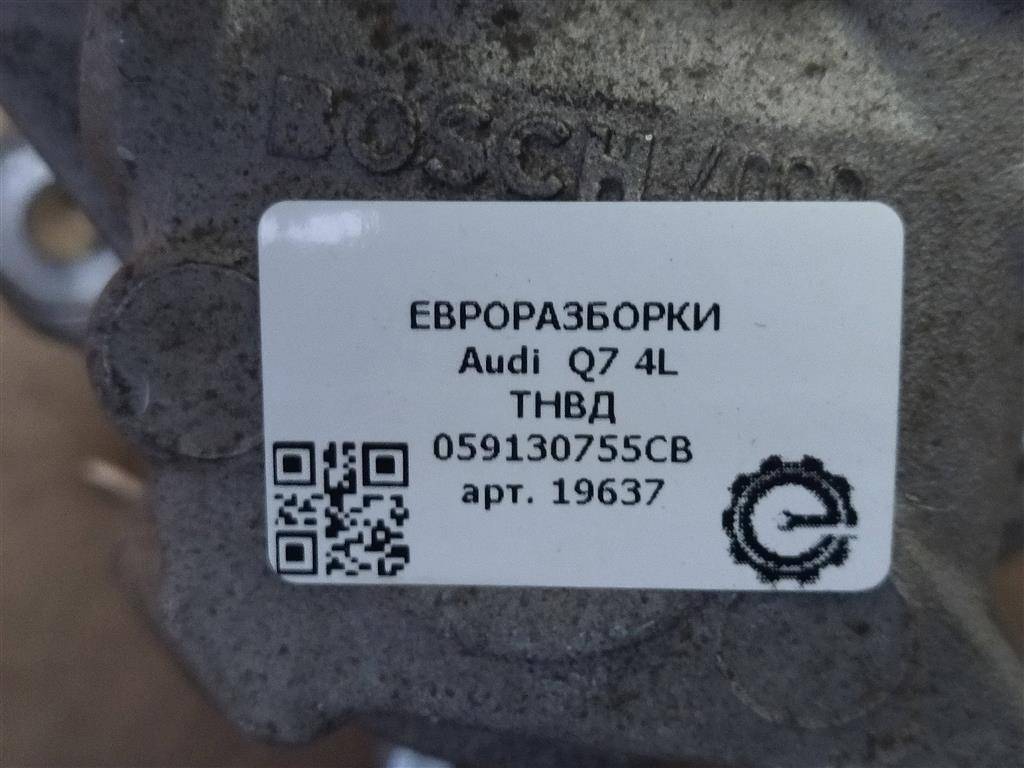 BOSCH
ЕВРОРАЗБОРКИ
Audi Q7 4L
ТНВД
059130755CB
арт. 19637